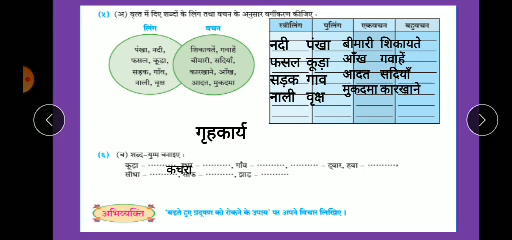 (५) (अ) वृत्त में दिए शब्दों के लिंग तथा वचन के अनुसार वर्गीकरण कीजिए :
लिंग वचन
पंखा, नदी,
फसल, कूड़ा,
सड़क, गाँव,
नाली, वृक्ष
शिकायतें, गवाहें
बीमारी, सदियाँ,
कारखाने, आँख,
आदत, मुकदमा
स्त्रीलिंग पुल्लिंग एकवचन बहुवचन
नदी पंखा बीमारी शिकायते
फसल कूड़ा आँख गवाहें
सड़क गाव आदत सदियाँ
नाली वृक्ष मुकदमा कारखाने
गृहकार्य
(६) (ब) शब्द-युग्म बनाइए :
कूड़ा - कचरा
गाँव -
- द्वार, हवा -
सीधा -
झाड़ -
अभिव्यक्ति
'बढ़ते हुए प्रदूषण को रोकने के उपाय' पर अपने विचार लिखिए।